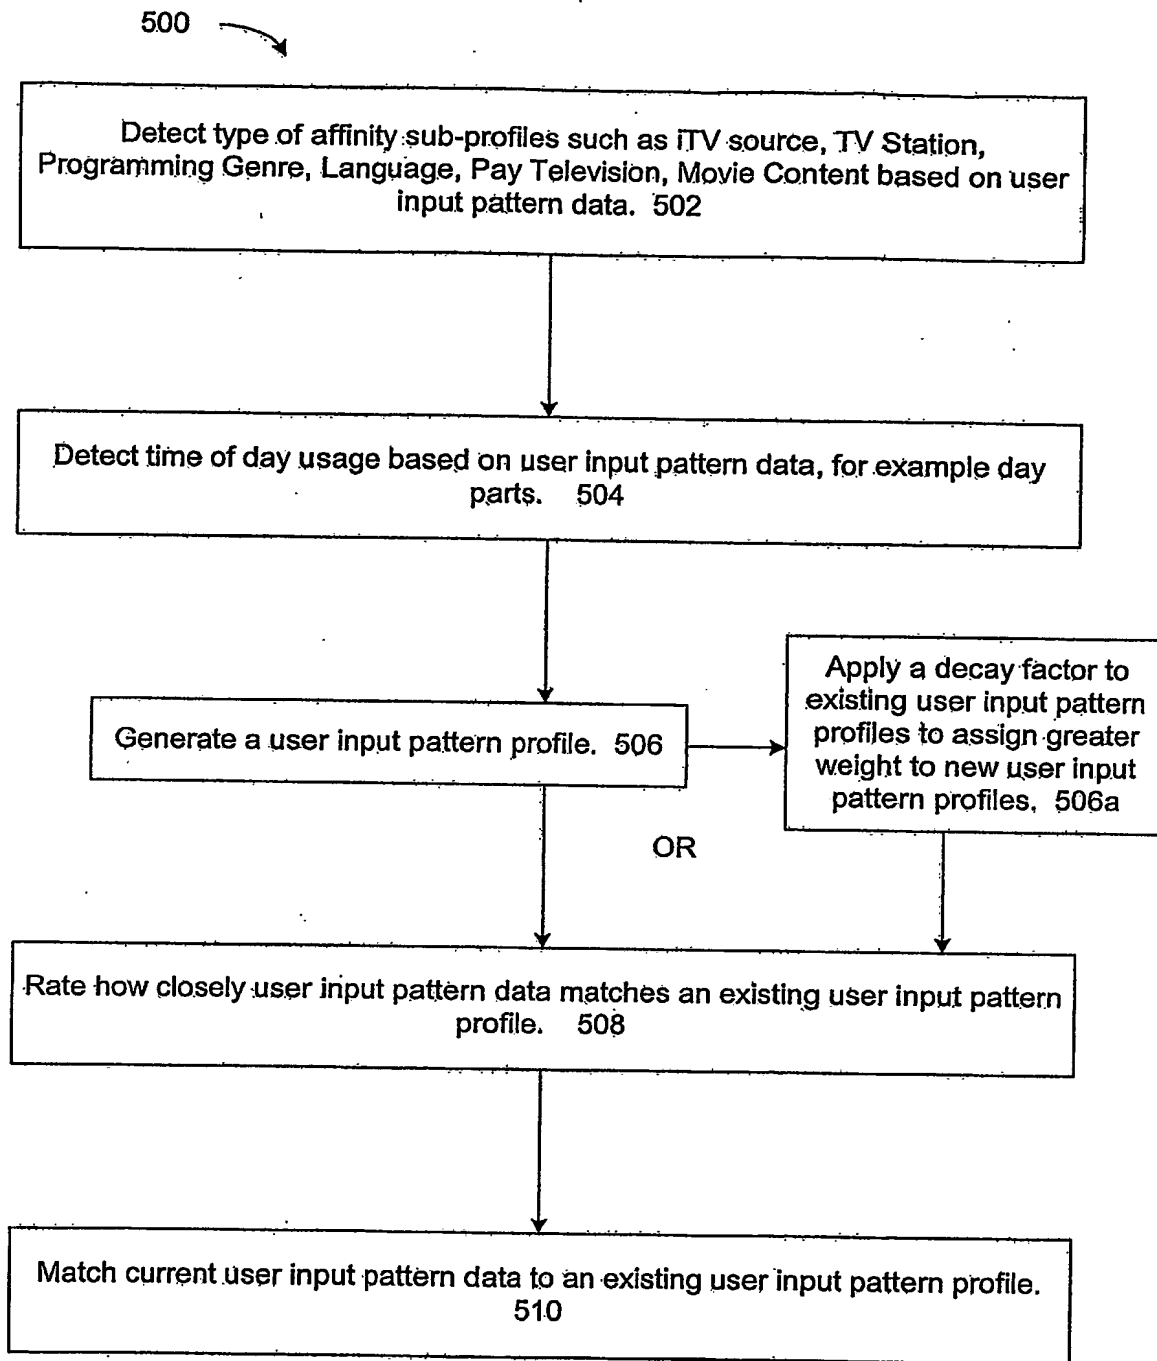 500
Detect type of affinity sub-profiles such as iTV source, TV Station,
Programming Genre, Language, Pay Television, Movie Content based on user
input pattern data. 502
Detect time of day usage based on user input pattern data, for example day
parts. 504
Generate a user input pattern profile. 506
Apply a decay factor to
existing user input pattern
profiles to assign greater
weight to new user input
pattern profiles. 506a
OR
Rate how closely user input pattern data matches an existing user input pattern
profile. 508
Match current user input pattern data to an existing user input pattern profile.
510